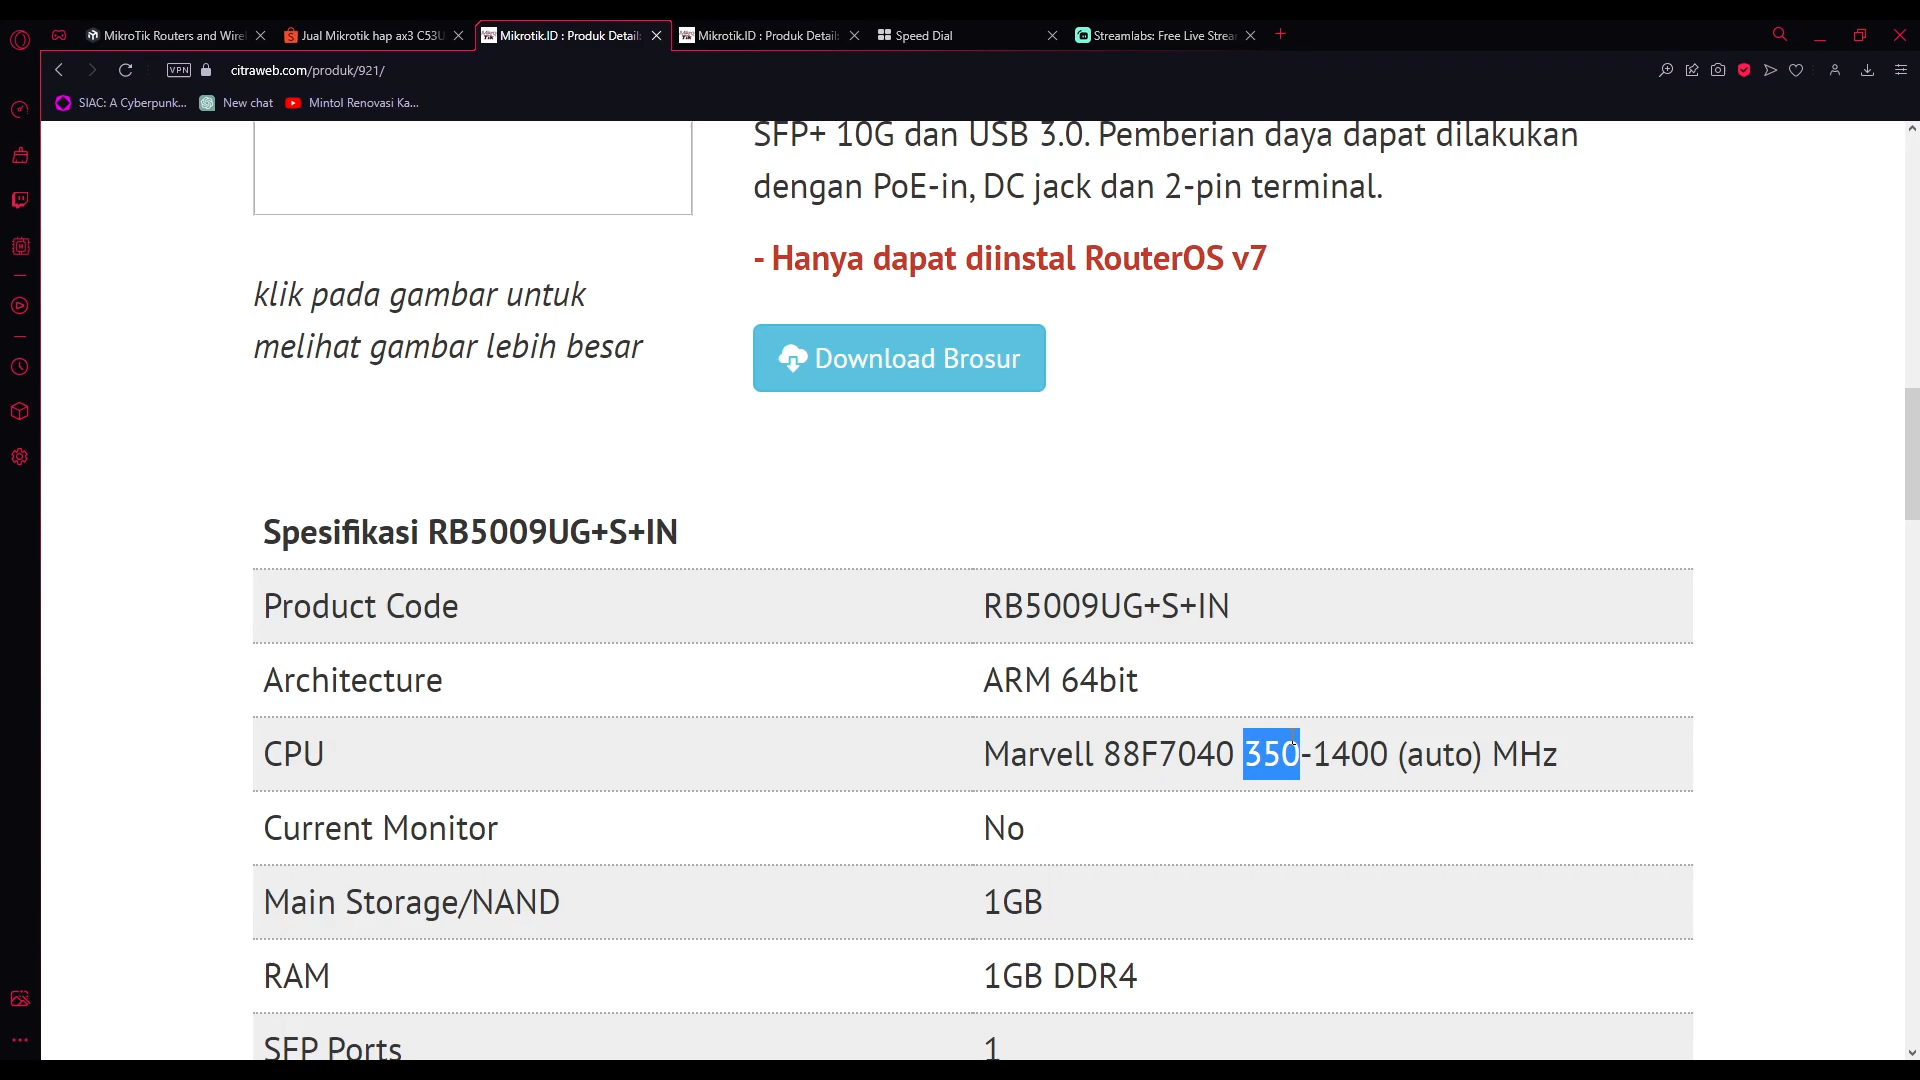 MikroTik Routers and Wirel
Jual Mikrotik hap ax3 C53U
Mikrotik.ID : Produk Detail:
Mikrotik.ID : Produk Detail:
Speed Dial
Streamlabs: Free Live Strear
VPN
citraweb.com/produk/921/
SIAC: A Cyberpunk...
New chat
Mintol Renovasi Ka...
SFP+ 10G dan USB 3.0. Pemberian daya dapat dilakukan
dengan PoE-in, DC jack dan 2-pin terminal.
- Hanya dapat diinstal RouterOS v7
klik pada gambar untuk
melihat gambar lebih besar
Download Brosur
Spesifikasi RB5009UG+S+IN
Product Code RB5009UG+S+IN
Architecture ARM 64bit
CPU Marvell 88F7040 350-1400 (auto) MHz
Current Monitor No
Main Storage/NAND 1GB
RAM 1GB DDR4
SFP Ports 1